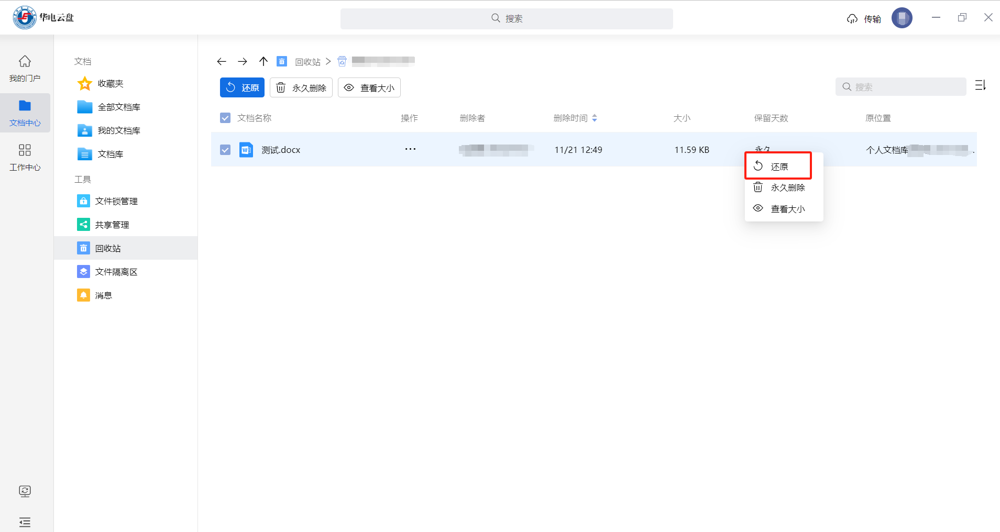 华电云盘
搜索
传输
我的门户
文档中心
工作中心
文档
收藏夹
全部文档库
我的文档库
文档库
工具
文件锁管理
共享管理
回收站
文件隔离区
消息
回收站
还原 永久删除 查看大小
搜索
文档名称 操作 删除者 删除时间 大小 保留天数 原位置
测试.docx ··· 11/21 12:49 11.59 KB 永久 个人文档库
还原
永久删除
查看大小